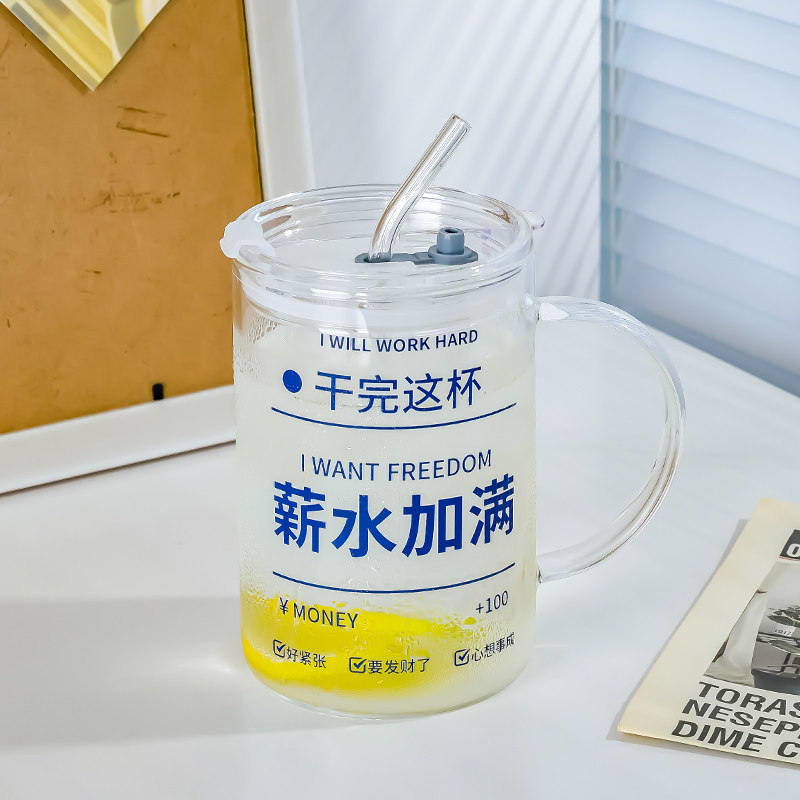 I WILL WORK HARD
干完这杯
I WANT FREEDOM
薪水加满
¥ MONEY +100
好紧张 要发财了 心想事成
TORAS
NESEP
DIME C